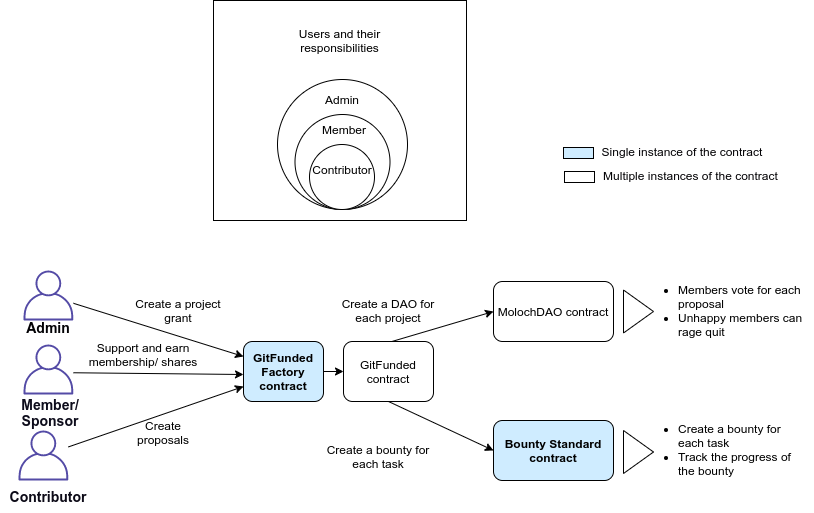 Users and their
responsibilities
Admin
Member
Contributor
Single instance of the contract
Multiple instances of the contract
Admin
Member/
Sponsor
Contributor
Create a project
grant
Support and earn
membership/ shares
Create
proposals
GitFunded
Factory
contract
GitFunded
contract
Create a DAO for
each project
Create a bounty for
each task
MolochDAO contract
Bounty Standard
contract
• Members vote for each
proposal
• Unhappy members can
rage quit
• Create a bounty for
each task
• Track the progress of
the bounty